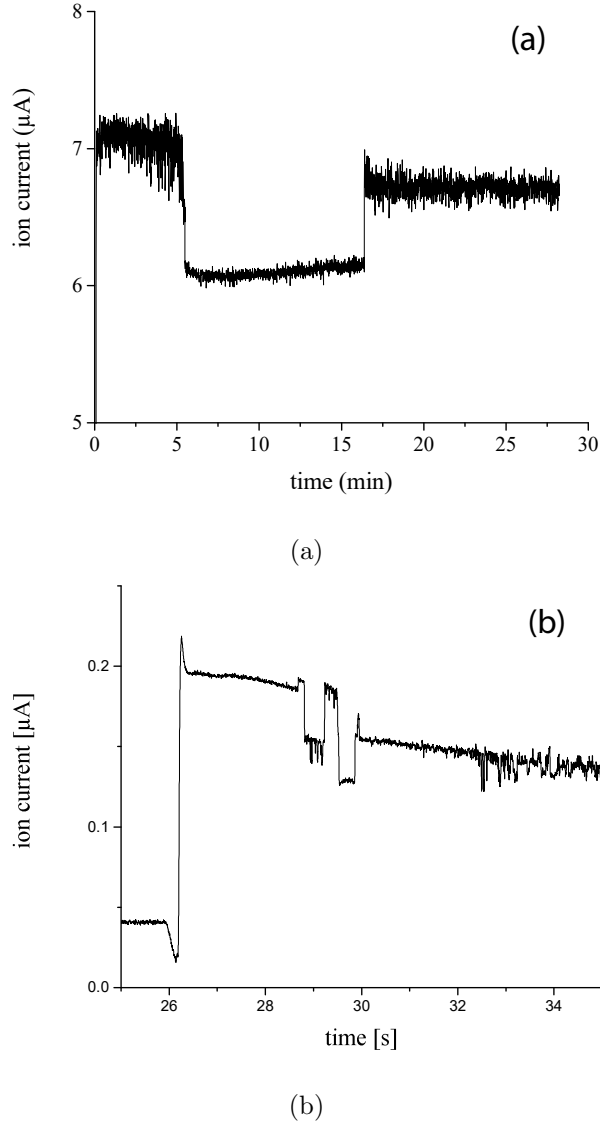 (a)
8
7
6
5
ion current (μA)
0 5 10 15 20 25 30
time (min)
(a)
(b)
0.2
0.1
0.0
ion current [μA]
26 28 30 32 34
time [s]
(b)